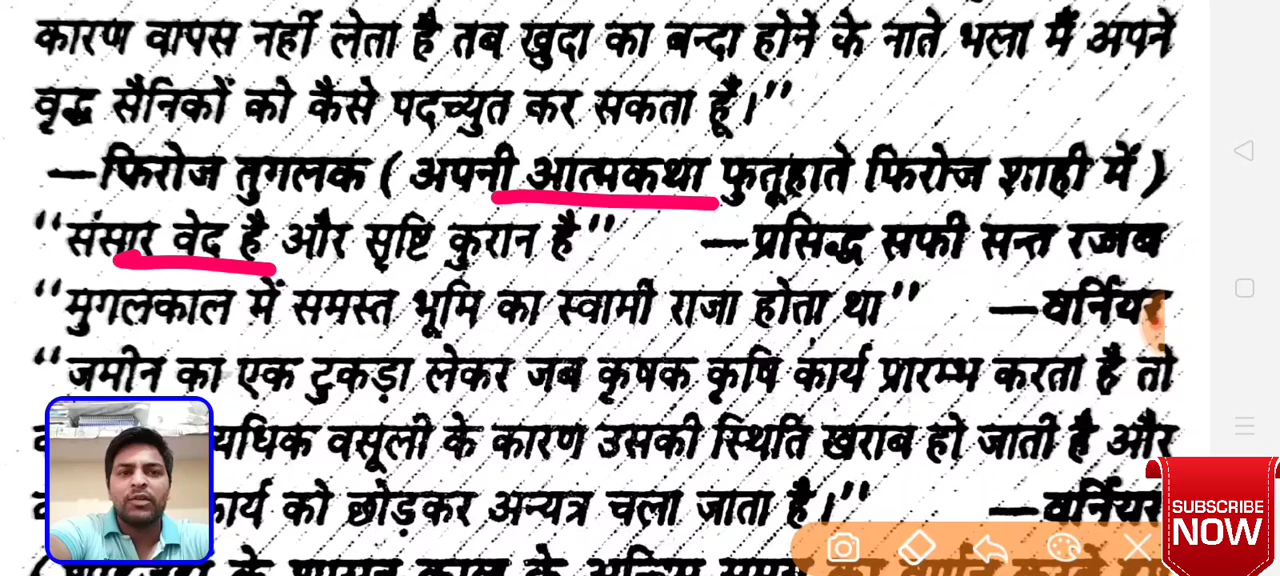 कारण वापस नहीं लेता है तब खुदा का बन्दा होने के नाते भला मैं अपने
वृद्ध सैनिकों को कैसे पदच्युत कर सकता हूँ।’’
—फिरोज तुगलक ( अपनी आत्मकथा फुतूहाते फिरोज शाही में )
‘‘संसार वेद है और सृष्टि कुरान है’’ —प्रसिद्ध सफी सन्त रज्जब
‘‘मुगलकाल में समस्त भूमि का स्वामी राजा होता था’’ —बर्नियर
‘‘जमीन का एक टुकड़ा लेकर जब कृषक कृषि कार्य प्रारम्भ करता है तो
वसूली के कारण उसकी स्थिति खराब हो जाती है और
को छोड़कर अन्यत्र चला जाता है।’’ —बर्नियर
SUBSCRIBE
NOW